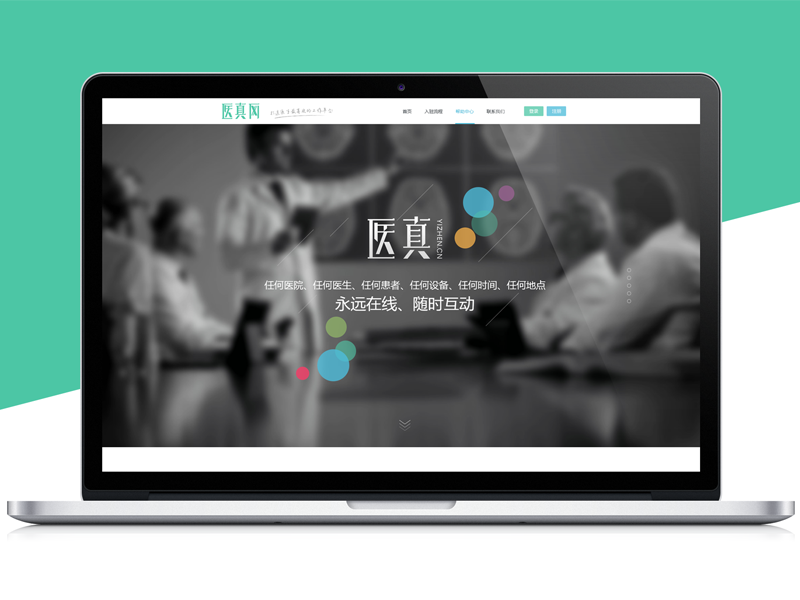 医真网
首页 入驻流程 帮助中心 联系我们 登录 注册
医真 YIZHEN.CN
任何医院、任何医生、任何患者、任何设备、任何时间、任何地点
永远在线、随时互动